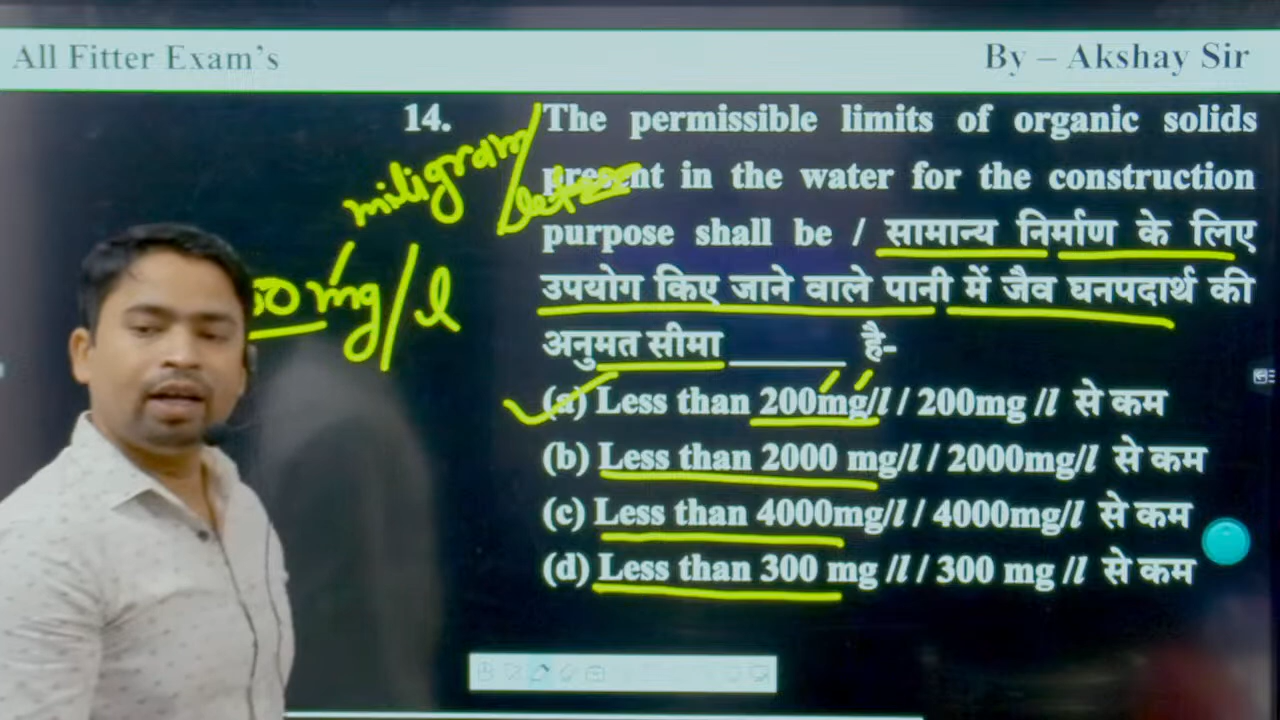 All Fitter Exam's
By – Akshay Sir
14. The permissible limits of organic solids
present in the water for the construction
purpose shall be / सामान्य निर्माण के लिए
उपयोग किए जाने वाले पानी में जैव घनपदार्थ की
अनुमत सीमा ________ है-
(a) Less than 200mg/l / 200mg /l से कम
(b) Less than 2000 mg/l / 2000mg/l से कम
(c) Less than 4000mg/l / 4000mg/l से कम
(d) Less than 300 mg /l / 300 mg /l से कम
miligram/
mg/l